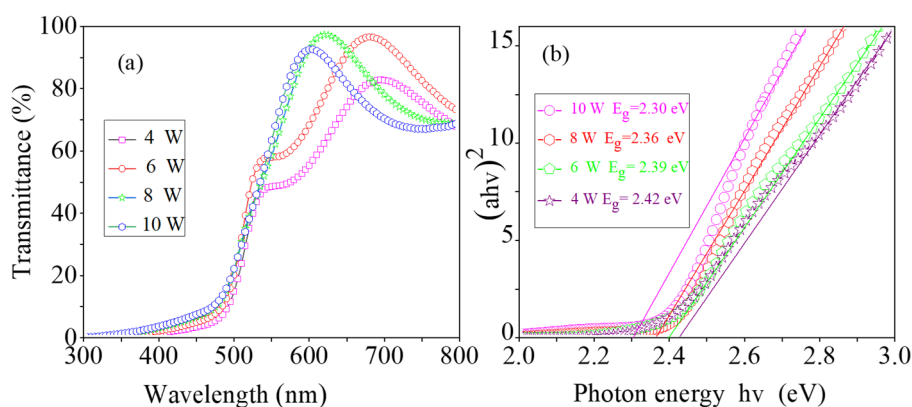 100
80
60
40
20
0
Transmittance (%)
(a)
4 W
6 W
8 W
10 W
300 400 500 600 700 800
Wavelength (nm)
15
10
5
0
(ahν)2
(b)
10 W Eg=2.30 eV
8 W Eg=2.36 eV
6 W Eg=2.39 eV
4 W Eg= 2.42 eV
2.0 2.2 2.4 2.6 2.8 3.0
Photon energy hν (eV)